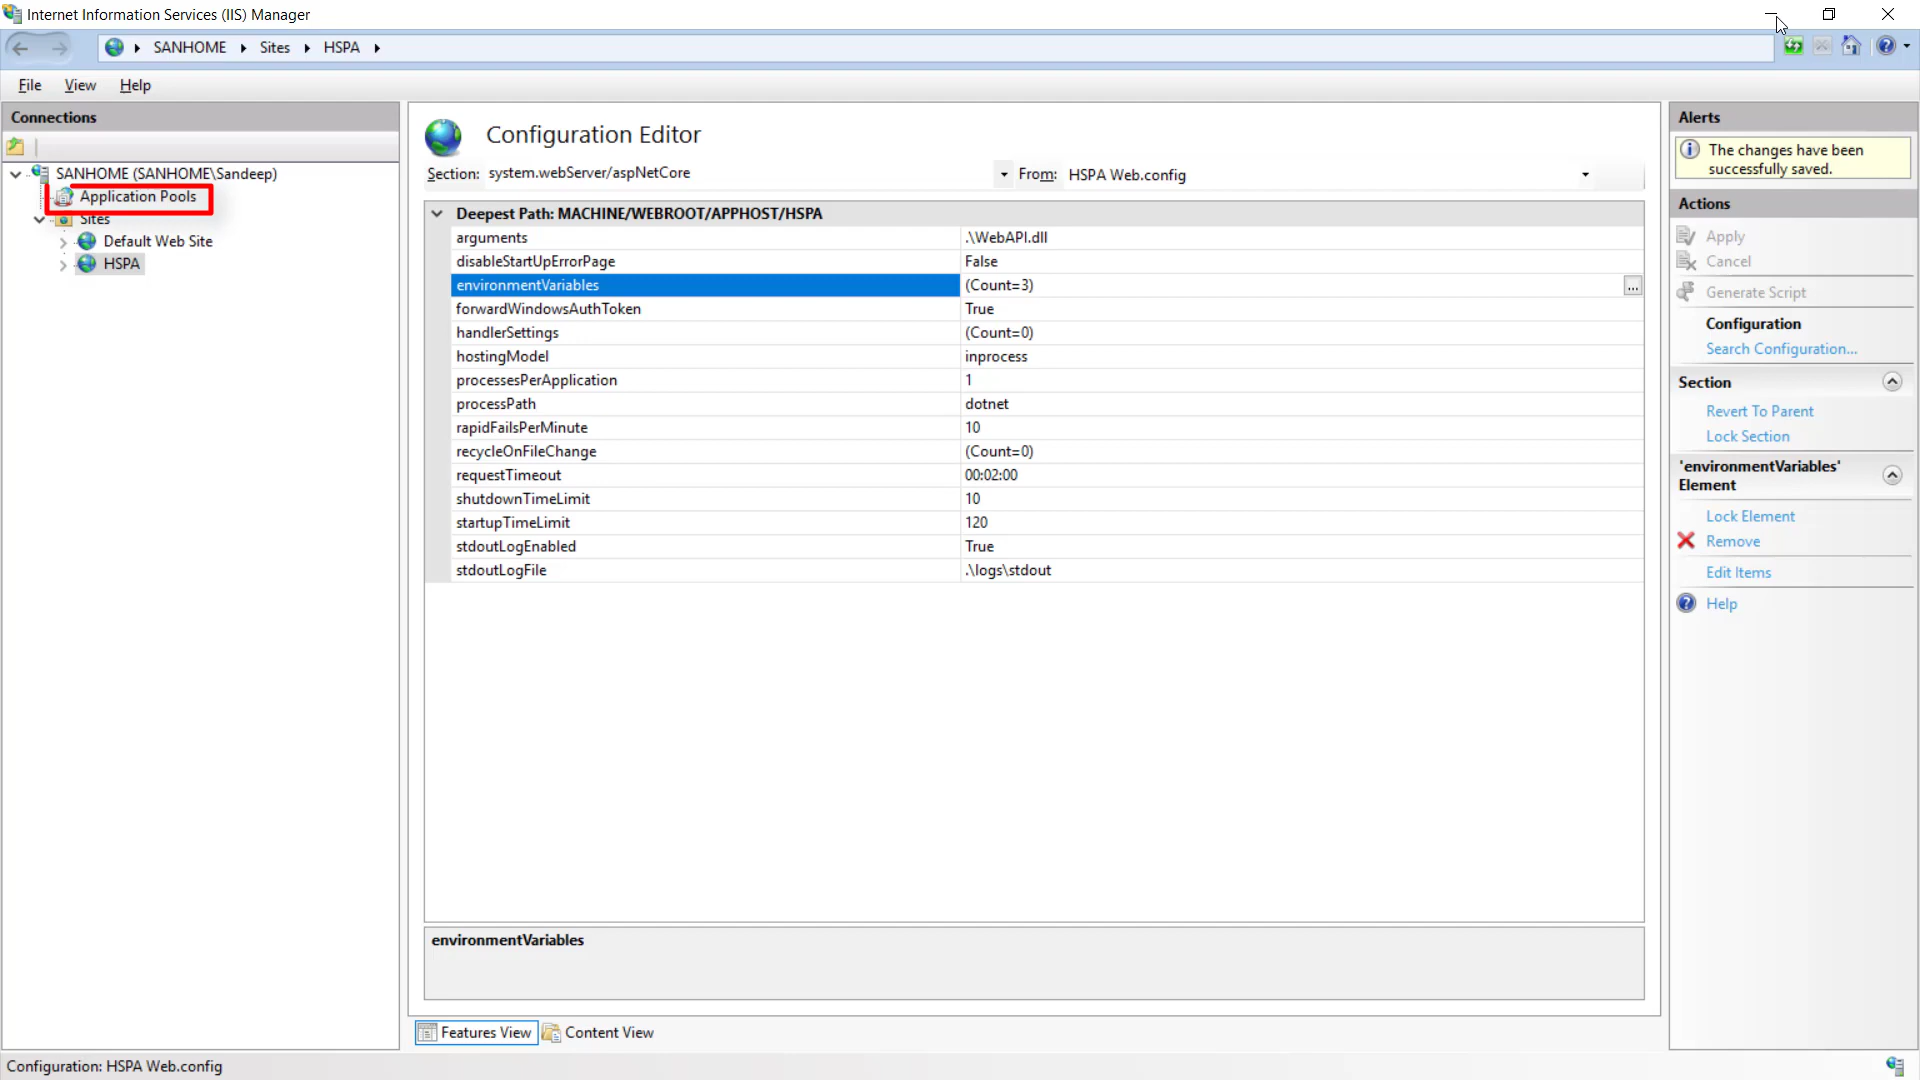 Internet Information Services (IIS) Manager
SANHOME Sites HSPA
File View Help
Connections
SANHOME (SANHOME\Sandeep)
Application Pools
Sites
Default Web Site
HSPA
Configuration Editor
Section: system.webServer/aspNetCore From: HSPA Web.config
Deepest Path: MACHINE/WEBROOT/APPHOST/HSPA
arguments .\WebAPI.dll
disableStartUpErrorPage False
environmentVariables (Count=3) ...
forwardWindowsAuthToken True
handlerSettings (Count=0)
hostingModel inprocess
processesPerApplication 1
processPath dotnet
rapidFailsPerMinute 10
recycleOnFileChange (Count=0)
requestTimeout 00:02:00
shutdownTimeLimit 10
startupTimeLimit 120
stdoutLogEnabled True
stdoutLogFile .\logs\stdout
environmentVariables
Features View Content View
Alerts
The changes have been
successfully saved.
Actions
Apply
Cancel
Generate Script
Configuration
Search Configuration...
Section
Revert To Parent
Lock Section
'environmentVariables'
Element
Lock Element
Remove
Edit Items
Help
Configuration: HSPA Web.config